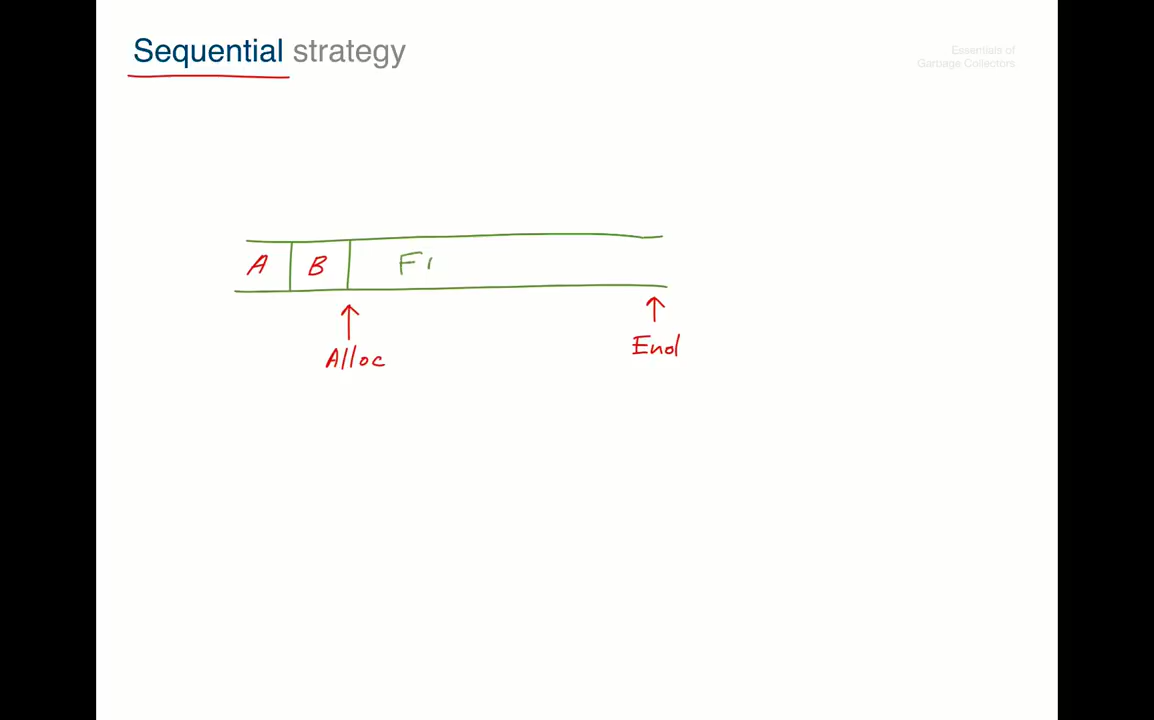 Sequential strategy
Essentials of
Garbage Collectors
A B
Alloc
End